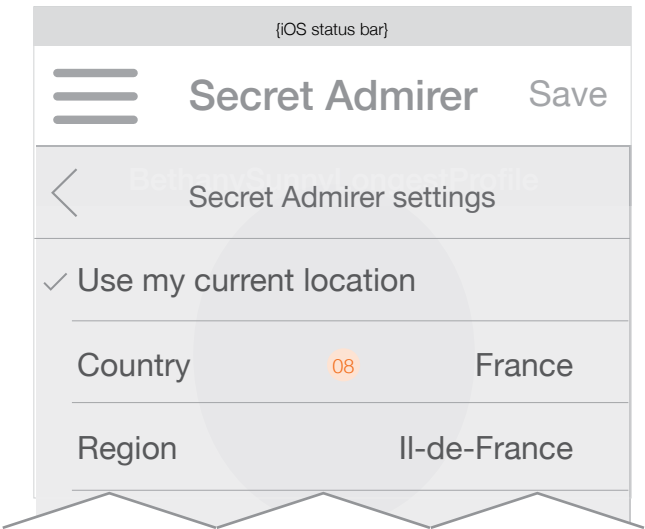 {iOS status bar}
Secret Admirer Save
BethanySunnyLongestProfile
Secret Admirer settings
Use my current location
Country 08 France
Region Il-de-France